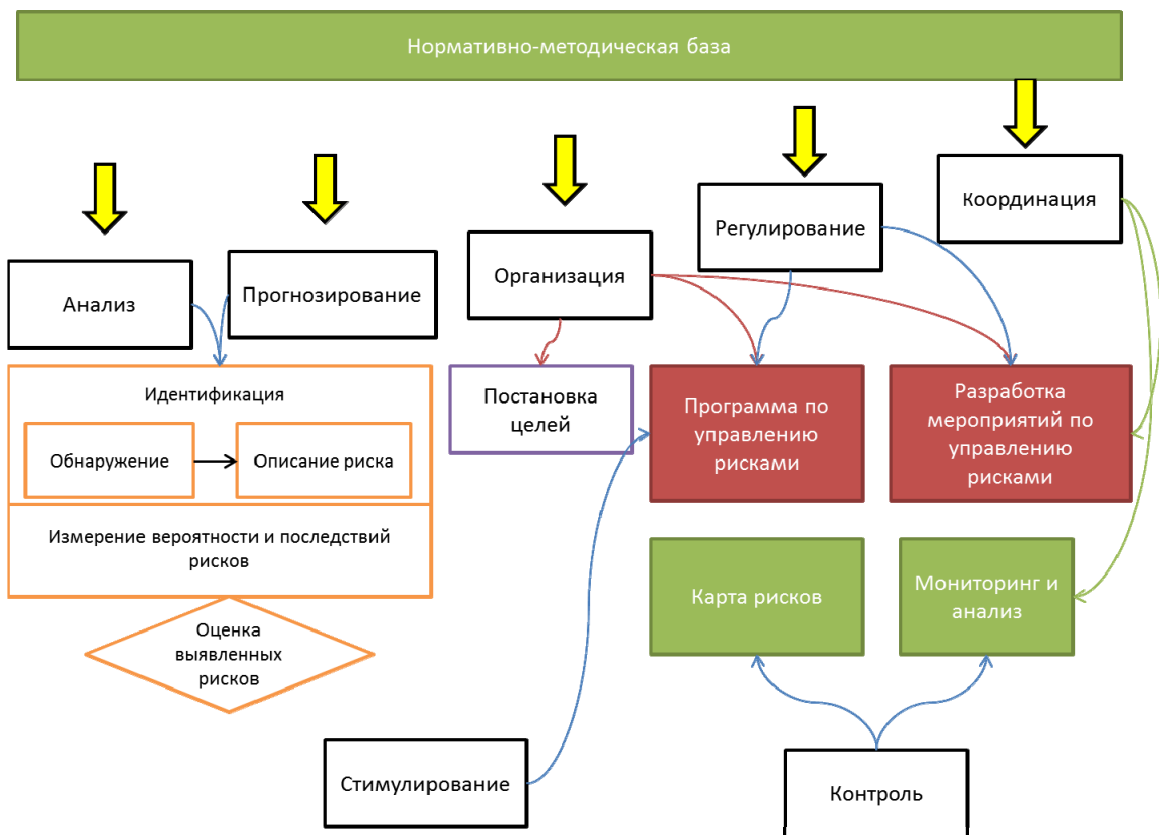 Нормативно-методическая база
Координация
Регулирование
Организация
Прогнозирование
Анализ
Идентификация
Обнаружение
Описание риска
Измерение вероятности и последствий
рисков
Оценка
выявленных
рисков
Постановка
целей
Программа по
управлению
рисками
Разработка
мероприятий по
управлению
рисками
Карта рисков
Мониторинг и
анализ
Стимулирование
Контроль